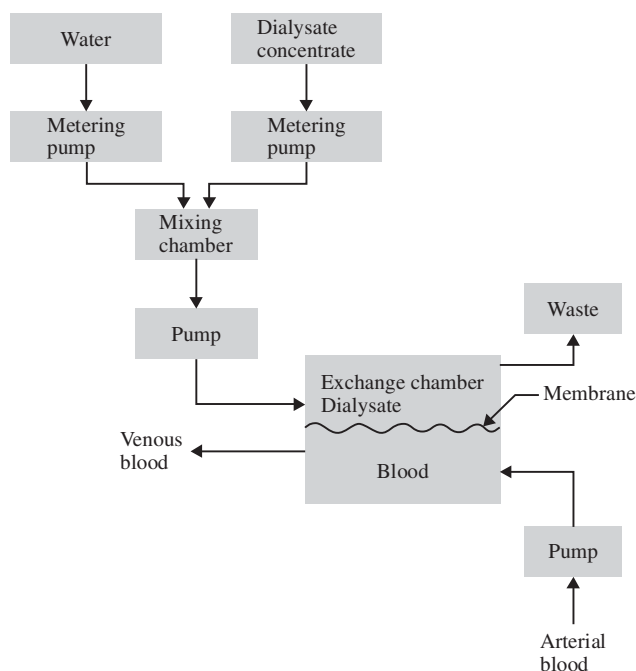 Water
Dialysate
concentrate
Metering
pump
Metering
pump
Mixing
chamber
Pump
Waste
Exchange chamber
Dialysate
Membrane
Venous
blood
Blood
Pump
Arterial
blood